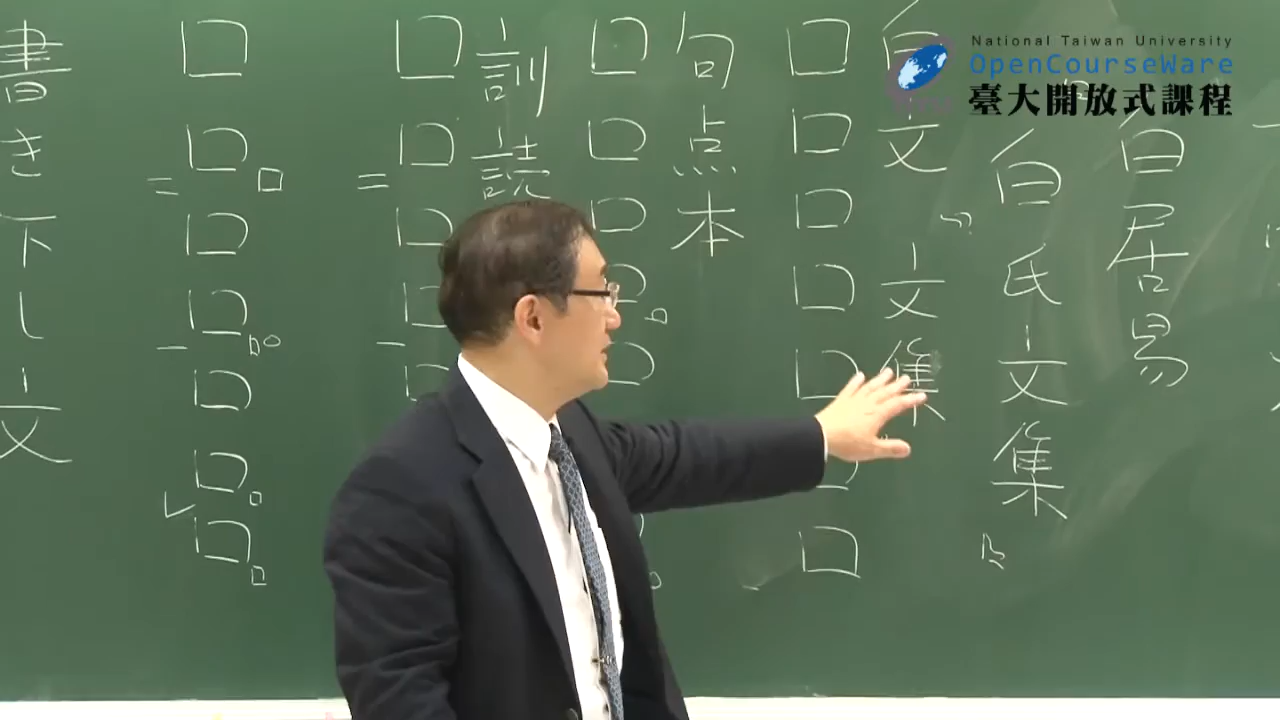 National Taiwan University
OpenCourseWare
臺大開放式課程
白居易
白氏文集
白文
文集
句点本
訓読
書き下し文